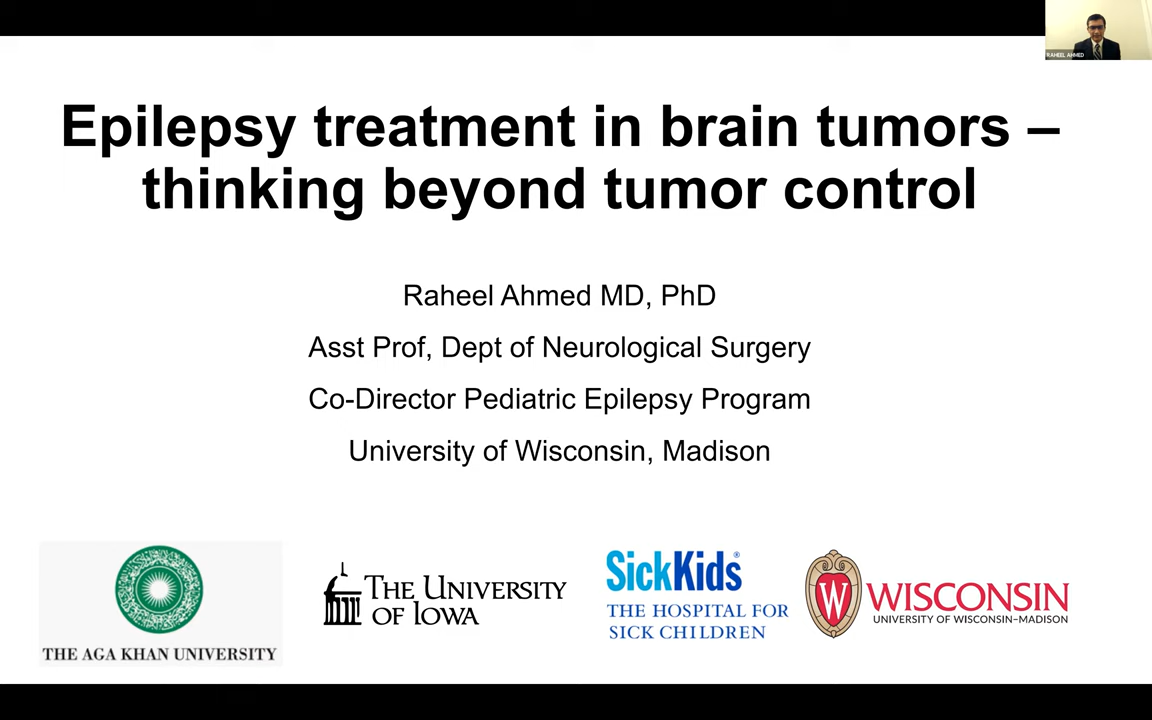 RAHEEL AHMED
Epilepsy treatment in brain tumors –
thinking beyond tumor control
Raheel Ahmed MD, PhD
Asst Prof, Dept of Neurological Surgery
Co-Director Pediatric Epilepsy Program
University of Wisconsin, Madison
THE AGA KHAN UNIVERSITY
THE UNIVERSITY
OF IOWA
SickKids®
THE HOSPITAL FOR
SICK CHILDREN
W
WISCONSIN
UNIVERSITY OF WISCONSIN–MADISON